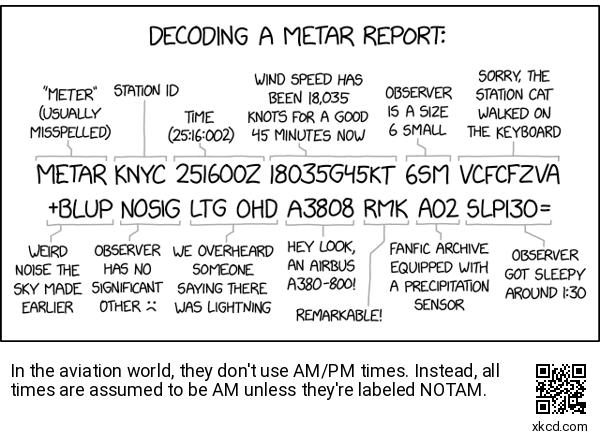 DECODING A METAR REPORT:
"METER"
(USUALLY
MISSPELLED)
STATION ID
TIME
(25:16:00Z)
WIND SPEED HAS
BEEN 18,035
KNOTS FOR A GOOD
45 MINUTES NOW
OBSERVER
IS A SIZE
6 SMALL
SORRY, THE
STATION CAT
WALKED ON
THE KEYBOARD
METAR KNYC 251600Z 18035G45KT 6SM VCFCFZVA
+BLUP NOSIG LTG OHD A3808 RMK A02 SLP130=
WEIRD
NOISE THE
SKY MADE
EARLIER
OBSERVER
HAS NO
SIGNIFICANT
OTHER :(
WE OVERHEARD
SOMEONE
SAYING THERE
WAS LIGHTNING
HEY LOOK,
AN AIRBUS
A380-800!
REMARKABLE!
FANFIC ARCHIVE
EQUIPPED WITH
A PRECIPITATION
SENSOR
OBSERVER
GOT SLEEPY
AROUND 1:30
In the aviation world, they don't use AM/PM times. Instead, all
times are assumed to be AM unless they're labeled NOTAM.
xkcd.com